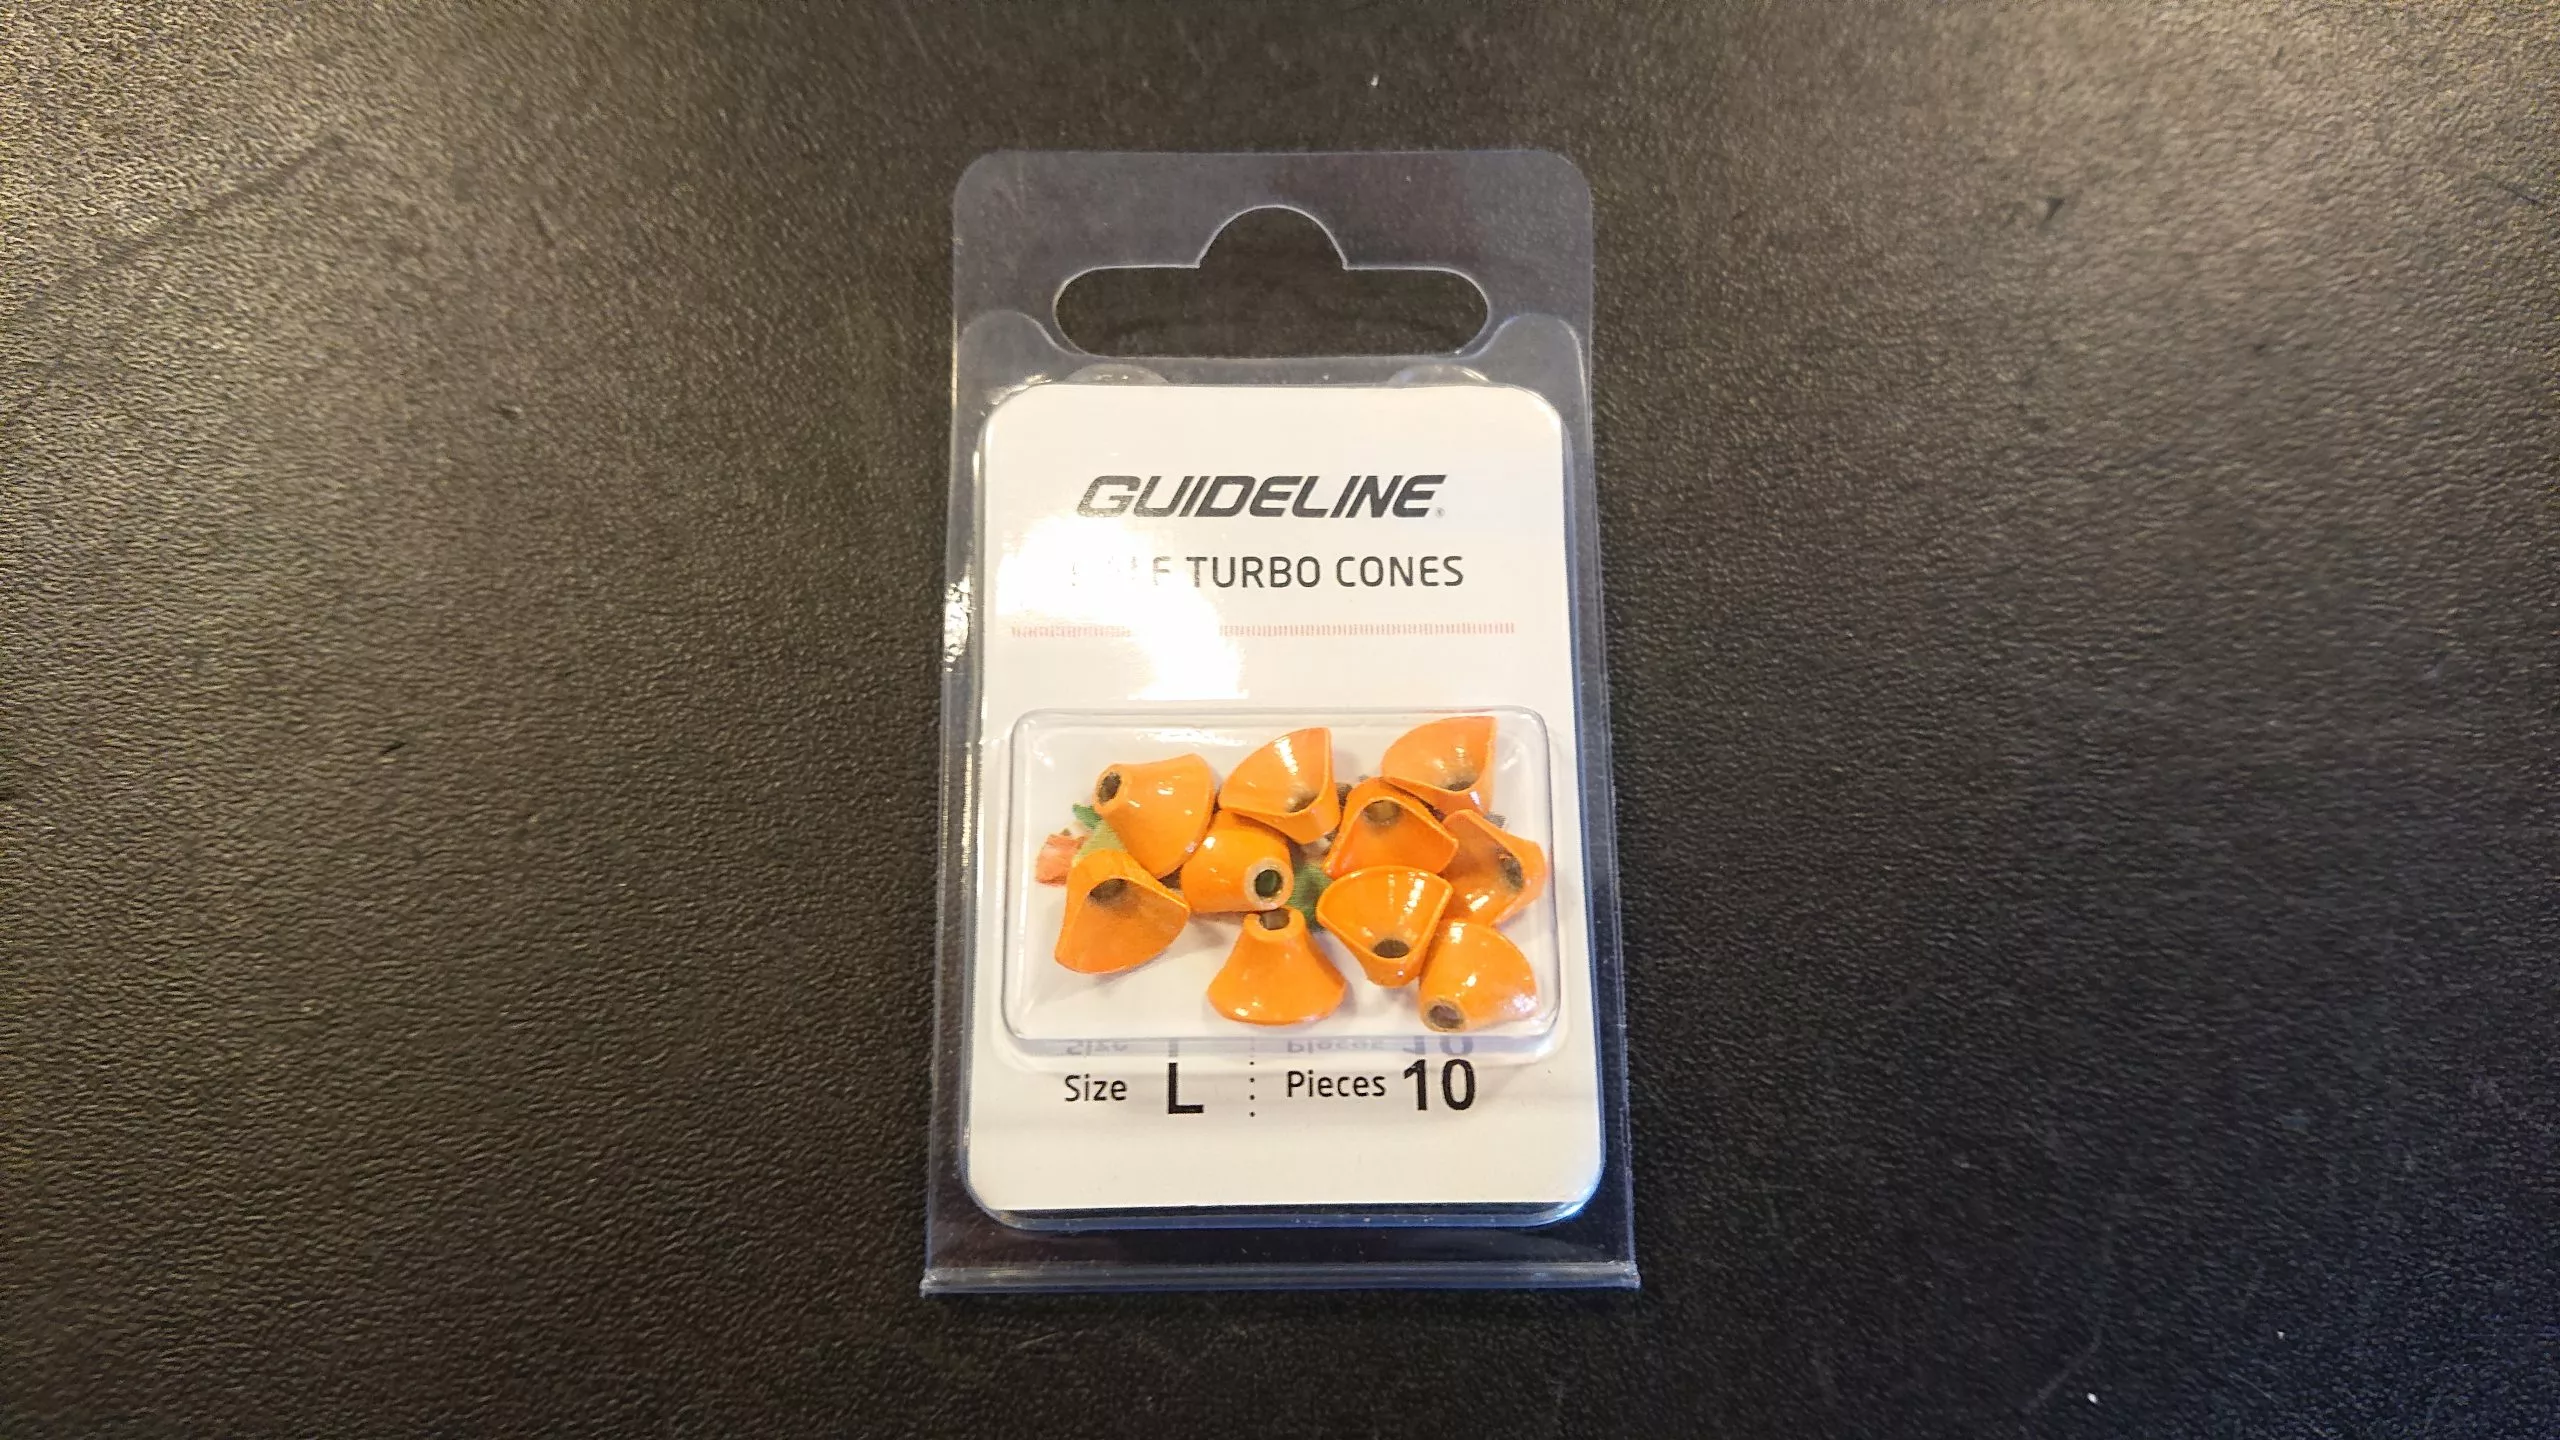 GUIDELINE
TURBO CONES
Size L Pieces 10